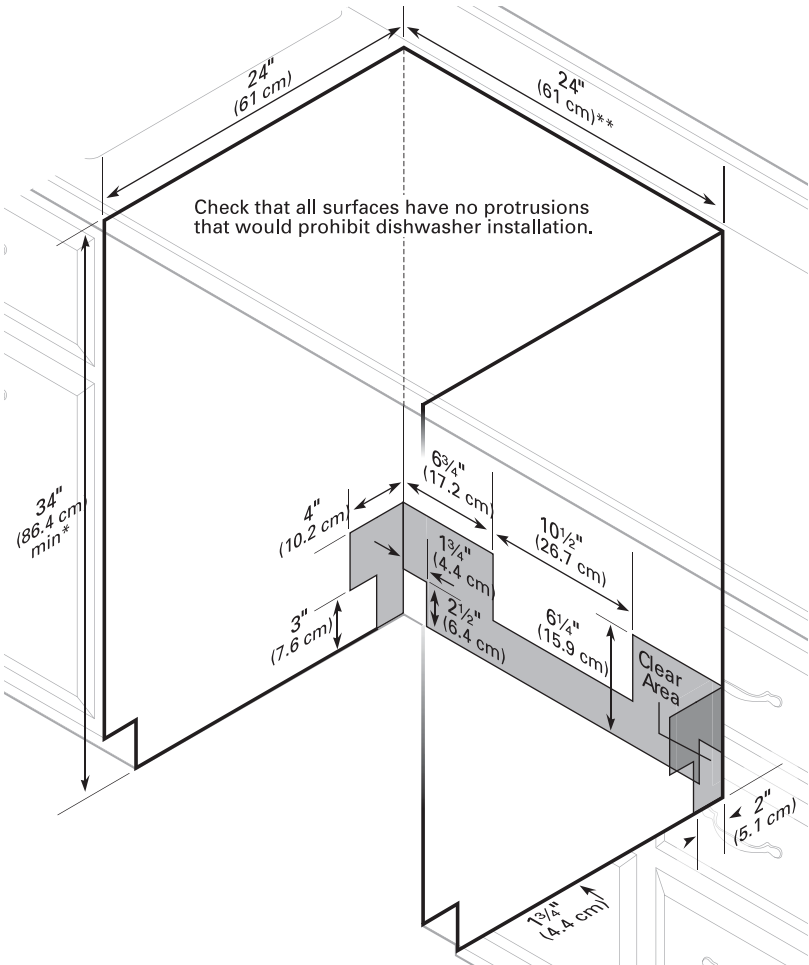 24"
(61 cm)
24"
(61 cm)**
Check that all surfaces have no protrusions
that would prohibit dishwasher installation.
34"
(86.4 cm)
min*
4"
(10.2 cm)
6¾"
(17.2 cm)
10½"
(26.7 cm)
1¾"
(4.4 cm)
3"
(7.6 cm)
2½"
(6.4 cm)
6¼"
(15.9 cm)
Clear
Area
2"
(5.1 cm)
1¾"
(4.4 cm)